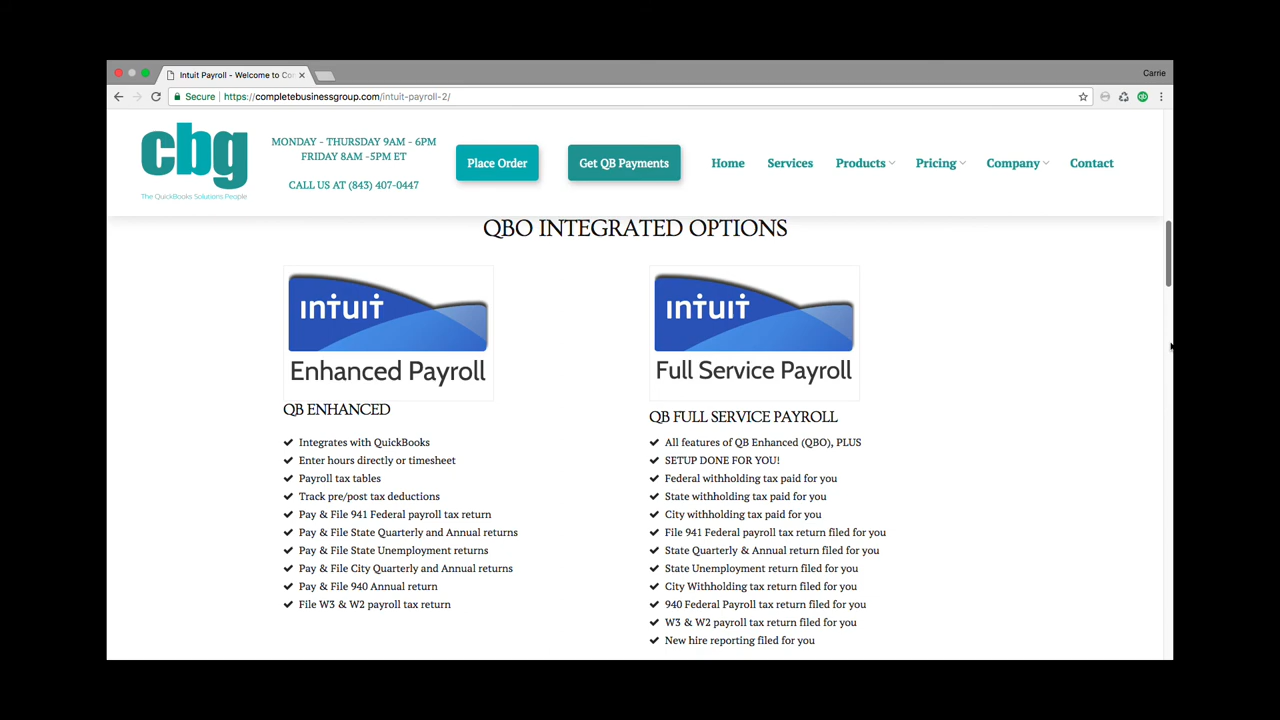 Intuit Payroll - Welcome to Co
Carrie
Secure
https://completebusinessgroup.com/intuit-payroll-2/
cbg
The QuickBooks Solutions People
MONDAY - THURSDAY 9AM - 6PM
FRIDAY 8AM -5PM ET
CALL US AT (843) 407-0447
Place Order
Get QB Payments
Home
Services
Products
Pricing
Company
Contact
QBO INTEGRATED OPTIONS
intuit
Enhanced Payroll
QB ENHANCED
Integrates with QuickBooks
Enter hours directly or timesheet
Payroll tax tables
Track pre/post tax deductions
Pay & File 941 Federal payroll tax return
Pay & File State Quarterly and Annual returns
Pay & File State Unemployment returns
Pay & File City Quarterly and Annual returns
Pay & File 940 Annual return
File W3 & W2 payroll tax return
intuit
Full Service Payroll
QB FULL SERVICE PAYROLL
All features of QB Enhanced (QBO), PLUS
SETUP DONE FOR YOU!
Federal withholding tax paid for you
State withholding tax paid for you
City withholding tax paid for you
File 941 Federal payroll tax return filed for you
State Quarterly & Annual return filed for you
State Unemployment return filed for you
City Withholding tax return filed for you
940 Federal Payroll tax return filed for you
W3 & W2 payroll tax return filed for you
New hire reporting filed for you